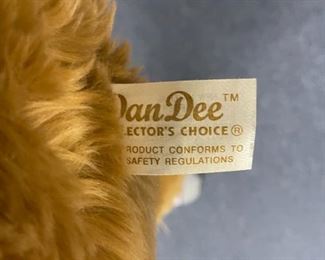 DanDee™
LECTOR'S CHOICE®
PRODUCT CONFORMS TO
SAFETY REGULATIONS